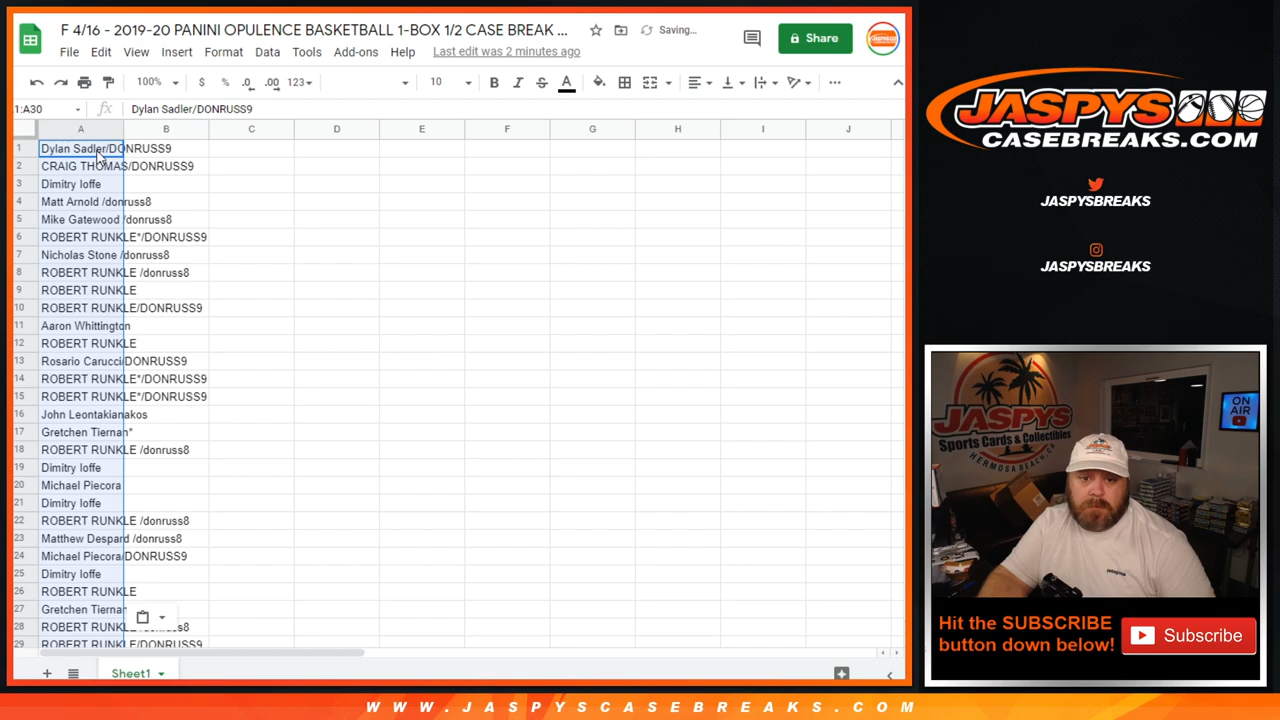 F 4/16 - 2019-20 PANINI OPULENCE BASKETBALL 1-BOX 1/2 CASE BREAK ...
Saving…
Share
File Edit View Insert Format Data Tools Add-ons Help Last edit was 2 minutes ago
100% $ % .0 .00 123 10 B I S A
1:A30 fx Dylan Sadler/DONRUSS9
A B C D E F G H I J
1 Dylan Sadler/DONRUSS9
2 CRAIG THOMAS/DONRUSS9
3 Dimitry Ioffe
4 Matt Arnold /donruss8
5 Mike Gatewood /donruss8
6 ROBERT RUNKLE*/DONRUSS9
7 Nicholas Stone /donruss8
8 ROBERT RUNKLE /donruss8
9 ROBERT RUNKLE
10 ROBERT RUNKLE/DONRUSS9
11 Aaron Whittington
12 ROBERT RUNKLE
13 Rosario Carucci/DONRUSS9
14 ROBERT RUNKLE*/DONRUSS9
15 ROBERT RUNKLE*/DONRUSS9
16 John Leontakianakos
17 Gretchen Tiernan*
18 ROBERT RUNKLE /donruss8
19 Dimitry Ioffe
20 Michael Piecora
21 Dimitry Ioffe
22 ROBERT RUNKLE /donruss8
23 Matthew Despard /donruss8
24 Michael Piecora/DONRUSS9
25 Dimitry Ioffe
26 ROBERT RUNKLE
27 Gretchen Tiernan
28 ROBERT RUNKLE /donruss8
29 ROBERT RUNKLE/DONRUSS9
Sheet1
JASPYS
CASEBREAKS.COM
JASPYSBREAKS
JASPYSBREAKS
JASPYS
Sports Cards & Collectibles
HERMOSA BEACH, CA
ON AIR
Hit the SUBSCRIBE
button down below!
Subscribe
WWW.JASPYSCASEBREAKS.COM